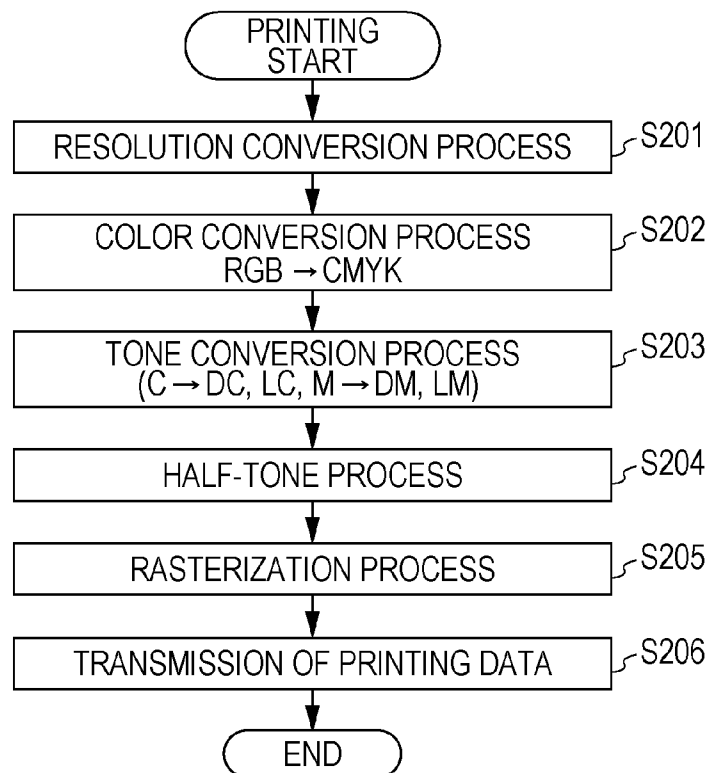 PRINTING
START
RESOLUTION CONVERSION PROCESS
S201
COLOR CONVERSION PROCESS
RGB → CMYK
S202
TONE CONVERSION PROCESS
(C → DC, LC, M → DM, LM)
S203
HALF-TONE PROCESS
S204
RASTERIZATION PROCESS
S205
TRANSMISSION OF PRINTING DATA
S206
END